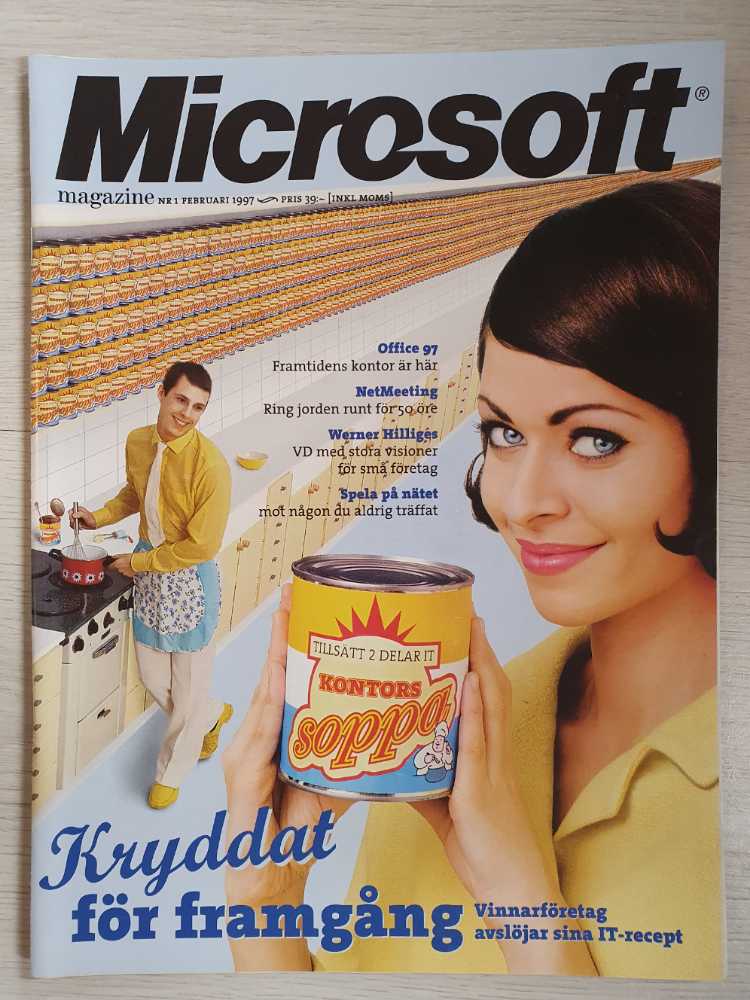 Microsoft®
magazine NR 1 FEBRUARI 1997 PRIS 39:– [INKL MOMS]
Office 97
Framtidens kontor är här
NetMeeting
Ring jorden runt för 50 öre
Werner Hilliges
VD med stora visioner
för små företag
Spela på nätet
mot någon du aldrig träffat
TILLSÄTT 2 DELAR IT
KONTORS
soppa
Kryddat
för framgång
Vinnarföretag
avslöjar sina IT-recept